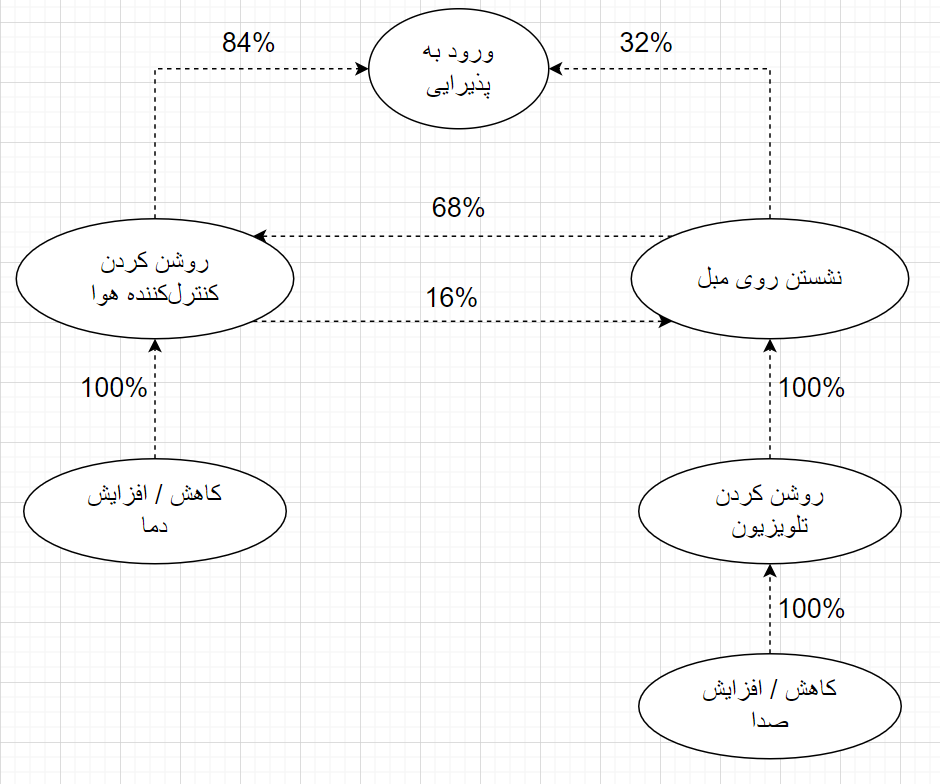 84%
ورود به
پذیرایی
32%
68%
روشن کردن
کنترل‌کننده هوا
نشستن روی مبل
16%
100%
100%
کاهش / افزایش
دما
روشن کردن
تلویزیون
100%
کاهش / افزایش
صدا